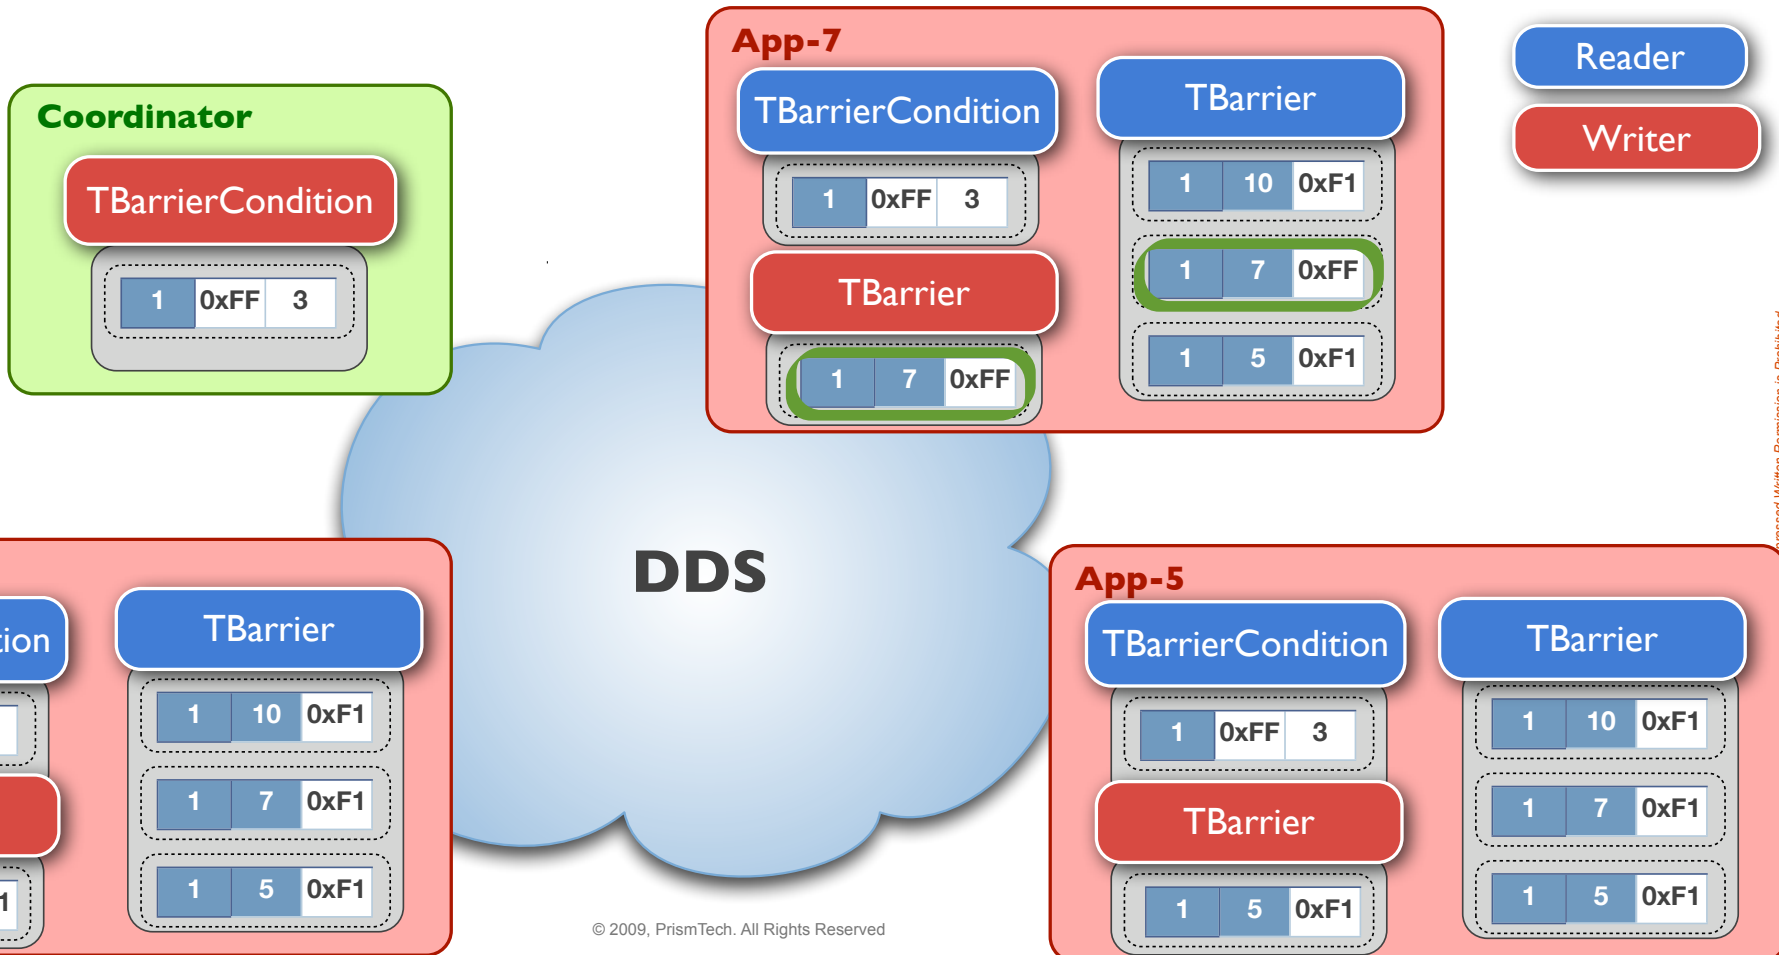 App-7
Reader
Writer
TBarrierCondition
1 0xFF 3
TBarrier
1 7 0xFF
TBarrier
1 10 0xF1
1 7 0xFF
1 5 0xF1
Coordinator
TBarrierCondition
1 0xFF 3
DDS
TBarrier
1 10 0xF1
1 7 0xF1
1 5 0xF1
App-5
TBarrierCondition
1 0xFF 3
TBarrier
1 5 0xF1
TBarrier
1 10 0xF1
1 7 0xF1
1 5 0xF1
© 2009, PrismTech. All Rights Reserved